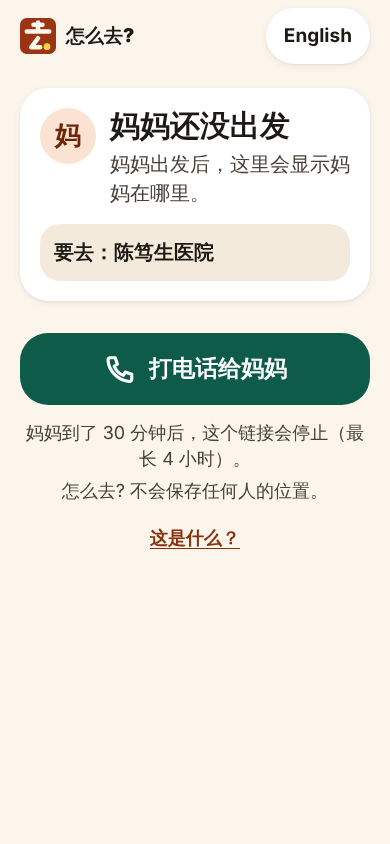 去 怎么去?
English
妈
妈妈还没出发
妈妈出发后，这里会显示妈
妈在哪里。
要去：陈笃生医院
打电话给妈妈
妈妈到了 30 分钟后，这个链接会停止（最
长 4 小时）。
怎么去? 不会保存任何人的位置。
这是什么？